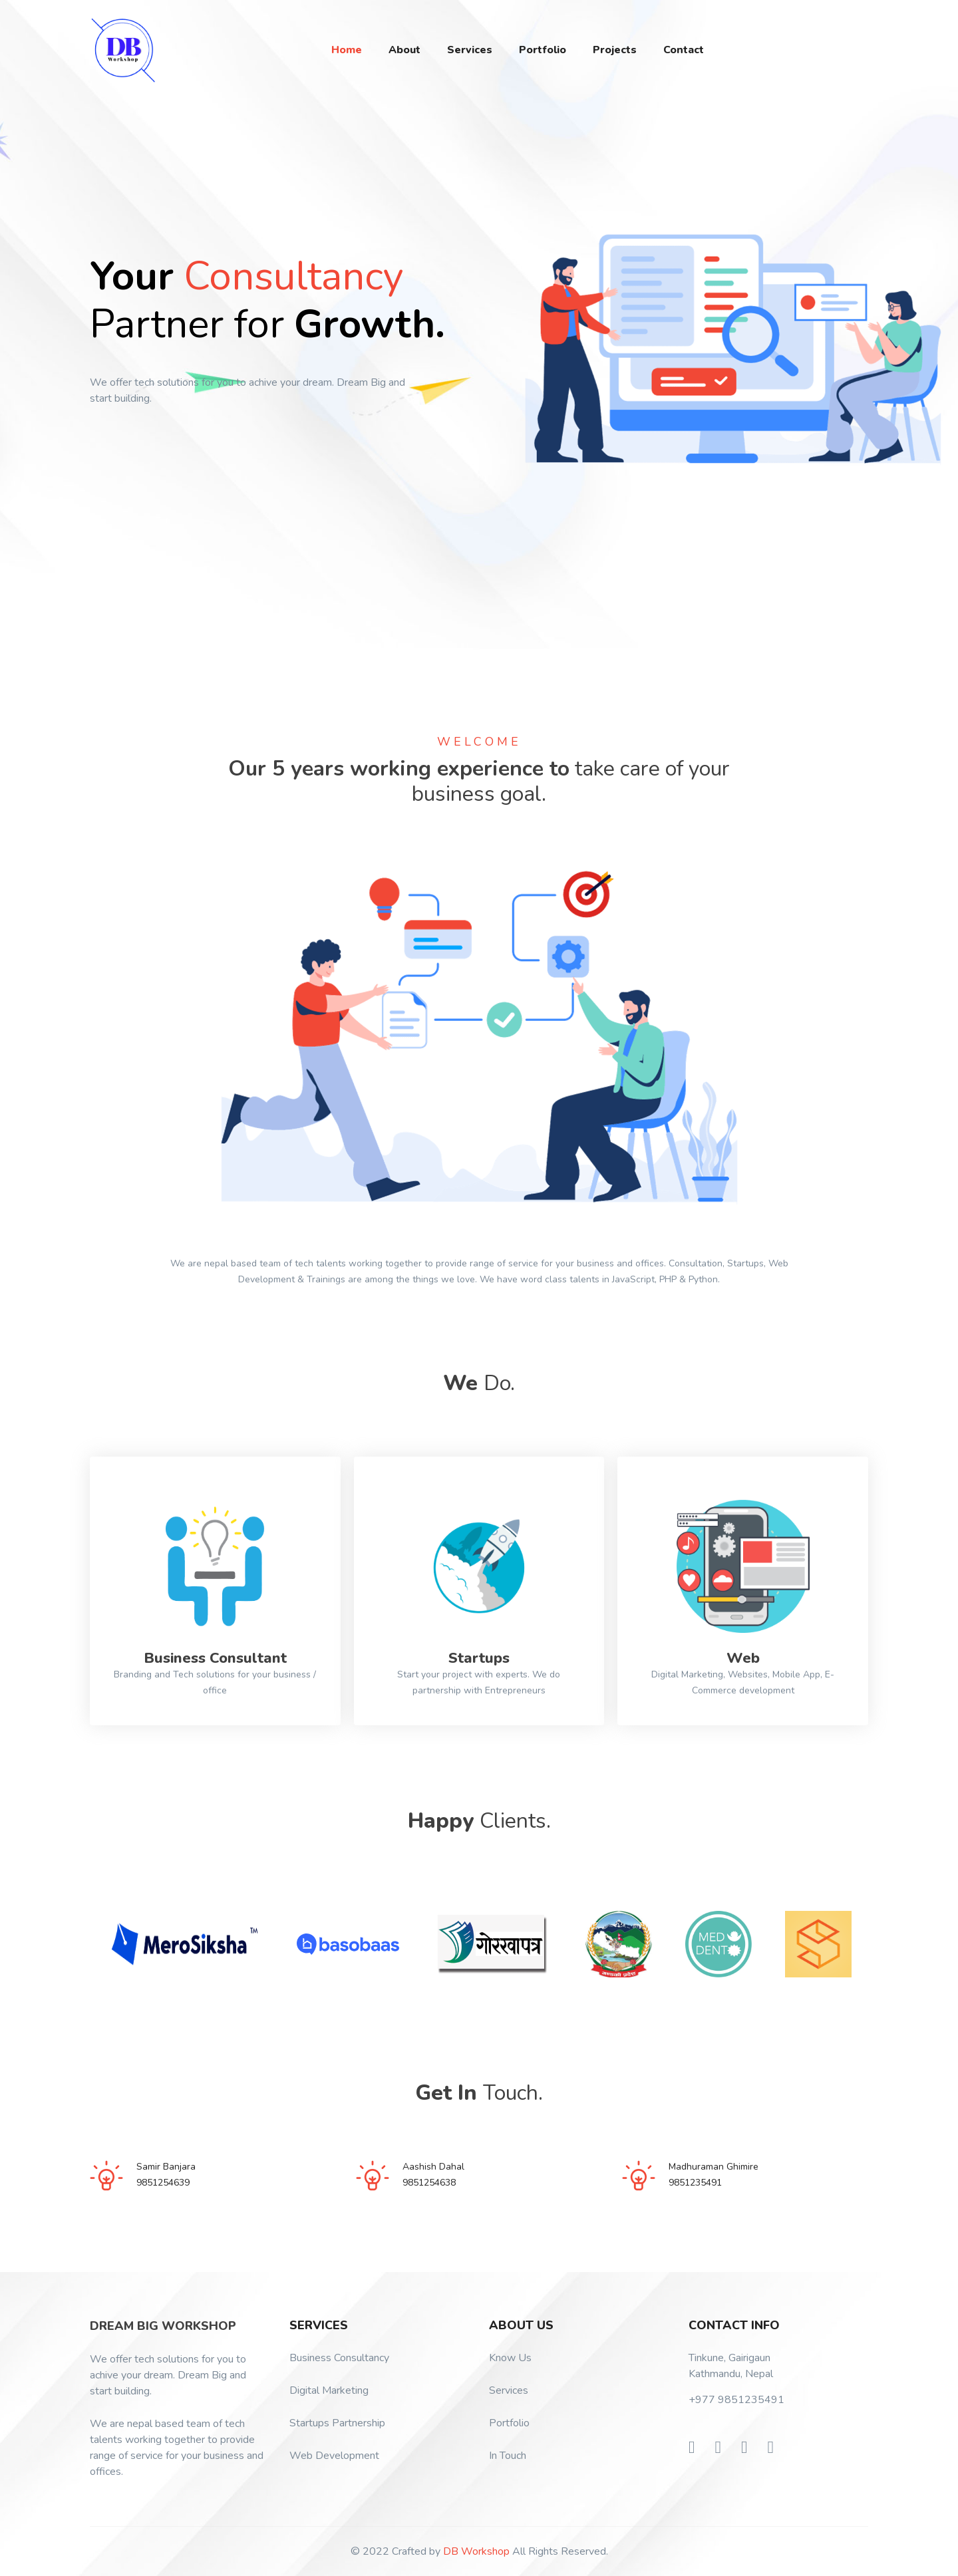 DB
Workshop
Home About Services Portfolio Projects Contact
Your Consultancy
Partner for Growth.
We offer tech solutions for you to achive your dream. Dream Big and
start building.
WELCOME
Our 5 years working experience to take care of your
business goal.
We are nepal based team of tech talents working together to provide range of service for your business and offices. Consultation, Startups, Web
Development & Trainings are among the things we love. We have word class talents in JavaScript, PHP & Python.
We Do.
Business Consultant
Branding and Tech solutions for your business /
office
Startups
Start your project with experts. We do
partnership with Entrepreneurs
Web
Digital Marketing, Websites, Mobile App, E-
Commerce development
Happy Clients.
MeroSiksha TM
basobaas
गोरखापत्र
MED
DENT
Get In Touch.
Samir Banjara
9851254639
Aashish Dahal
9851254638
Madhuraman Ghimire
9851235491
DREAM BIG WORKSHOP
We offer tech solutions for you to
achive your dream. Dream Big and
start building.
We are nepal based team of tech
talents working together to provide
range of service for your business and
offices.
SERVICES
Business Consultancy
Digital Marketing
Startups Partnership
Web Development
ABOUT US
Know Us
Services
Portfolio
In Touch
CONTACT INFO
Tinkune, Gairigaun
Kathmandu, Nepal
+977 9851235491
© 2022 Crafted by DB Workshop All Rights Reserved.